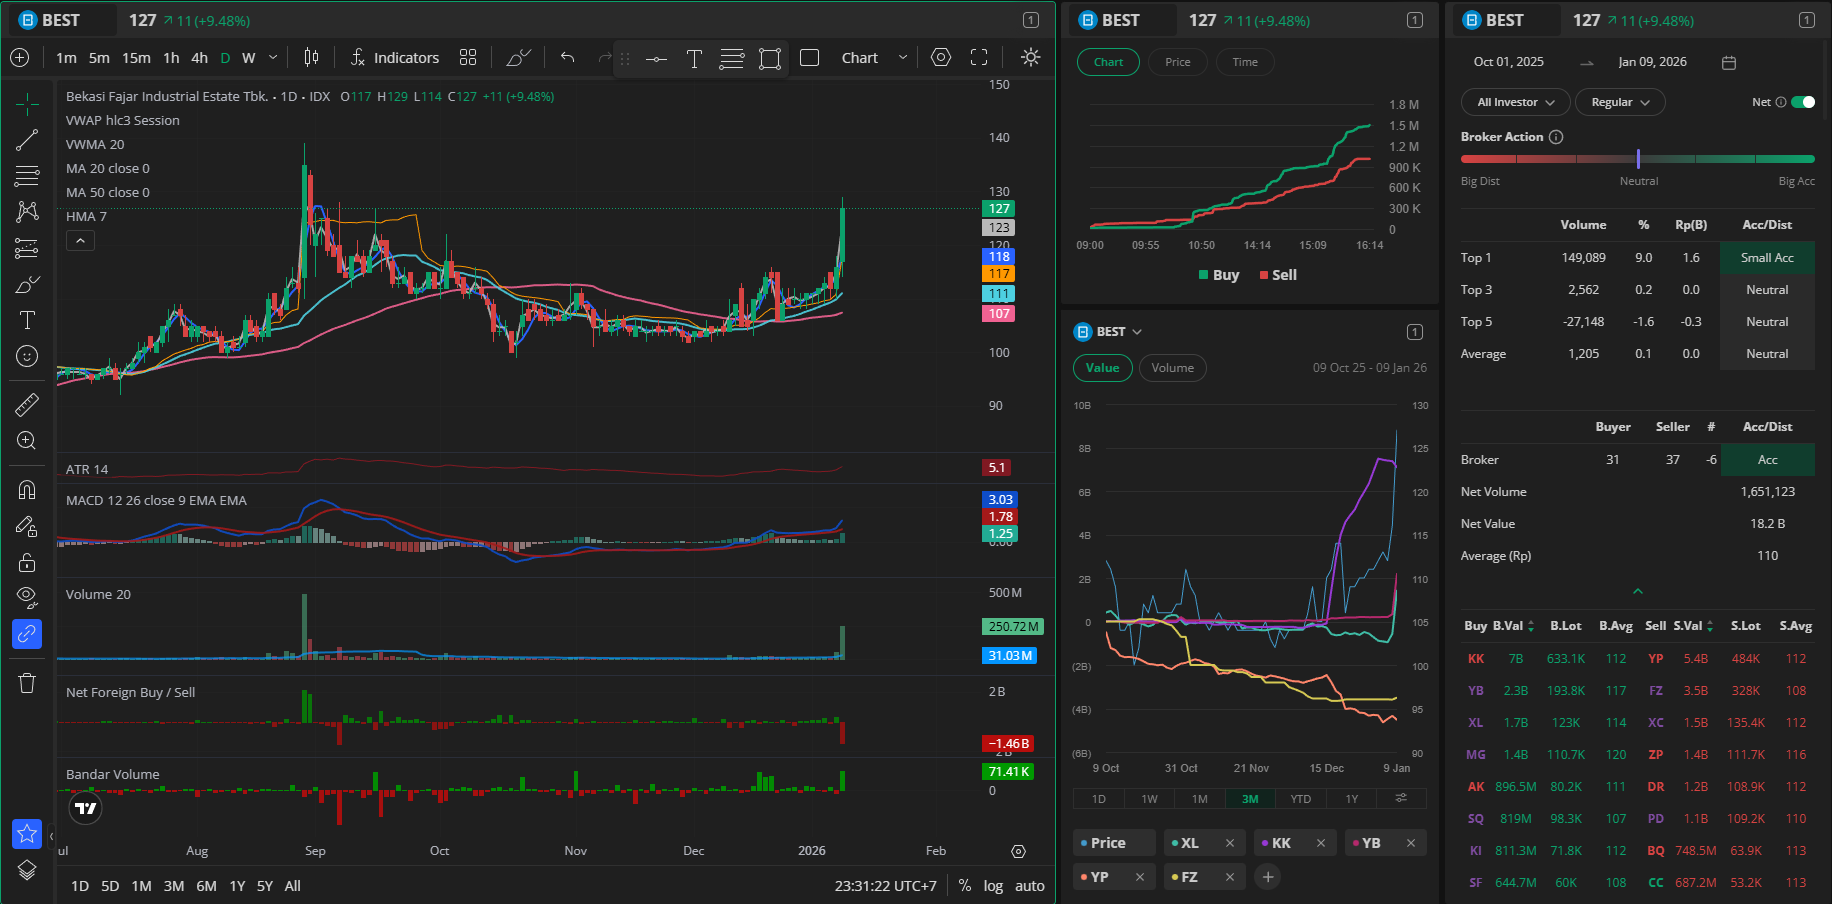 BEST 127 ↗ 11 (+9.48%) 1
1m 5m 15m 1h 4h D W Indicators T Chart
Bekasi Fajar Industrial Estate Tbk. · 1D · IDX O117 H129 L114 C127 +11 (+9.48%)
VWAP hlc3 Session
VWMA 20
MA 20 close 0
MA 50 close 0
HMA 7
150
140
130
127
123
120
118
117
111
107
100
90
ATR 14
5.1
MACD 12 26 close 9 EMA EMA
3.03
1.78
1.25
0.00
Volume 20
500 M
250.72 M
31.03 M
Net Foreign Buy / Sell
2 B
−1.46 B
Bandar Volume
71.41 K
0
ul Aug Sep Oct Nov Dec 2026 Feb
1D 5D 1M 3M 6M 1Y 5Y All 23:31:22 UTC+7 % log auto
BEST 127 ↗ 11 (+9.48%) 1
Chart Price Time
1.8 M
1.5 M
1.2 M
900 K
600 K
300 K
0
09:00 09:55 10:50 14:14 15:09 16:14
Buy Sell
BEST 1
Value Volume 09 Oct 25 - 09 Jan 26
10B 130
8B 125
6B 120
4B 115
2B 110
0 105
(2B) 100
(4B) 95
(6B) 90
9 Oct 31 Oct 21 Nov 15 Dec 9 Jan
1D 1W 1M 3M YTD 1Y
Price XL × KK × YB ×
YP × FZ × +
BEST 127 ↗ 11 (+9.48%) 1
Oct 01, 2025 → Jan 09, 2026
All Investor Regular Net
Broker Action
Big Dist Neutral Big Acc
Volume % Rp(B) Acc/Dist
Top 1 149,089 9.0 1.6 Small Acc
Top 3 2,562 0.2 0.0 Neutral
Top 5 -27,148 -1.6 -0.3 Neutral
Average 1,205 0.1 0.0 Neutral
Buyer Seller # Acc/Dist
Broker 31 37 -6 Acc
Net Volume 1,651,123
Net Value 18.2 B
Average (Rp) 110
Buy B.Val B.Lot B.Avg Sell S.Val S.Lot S.Avg
KK 7B 633.1K 112 YP 5.4B 484K 112
YB 2.3B 193.8K 117 FZ 3.5B 328K 108
XL 1.7B 123K 114 XC 1.5B 135.4K 112
MG 1.4B 110.7K 120 ZP 1.4B 111.7K 116
AK 896.5M 80.2K 111 DR 1.2B 108.9K 112
SQ 819M 98.3K 107 PD 1.1B 109.2K 110
KI 811.3M 71.8K 112 BQ 748.5M 63.9K 113
SF 644.7M 60K 108 CC 687.2M 53.2K 113